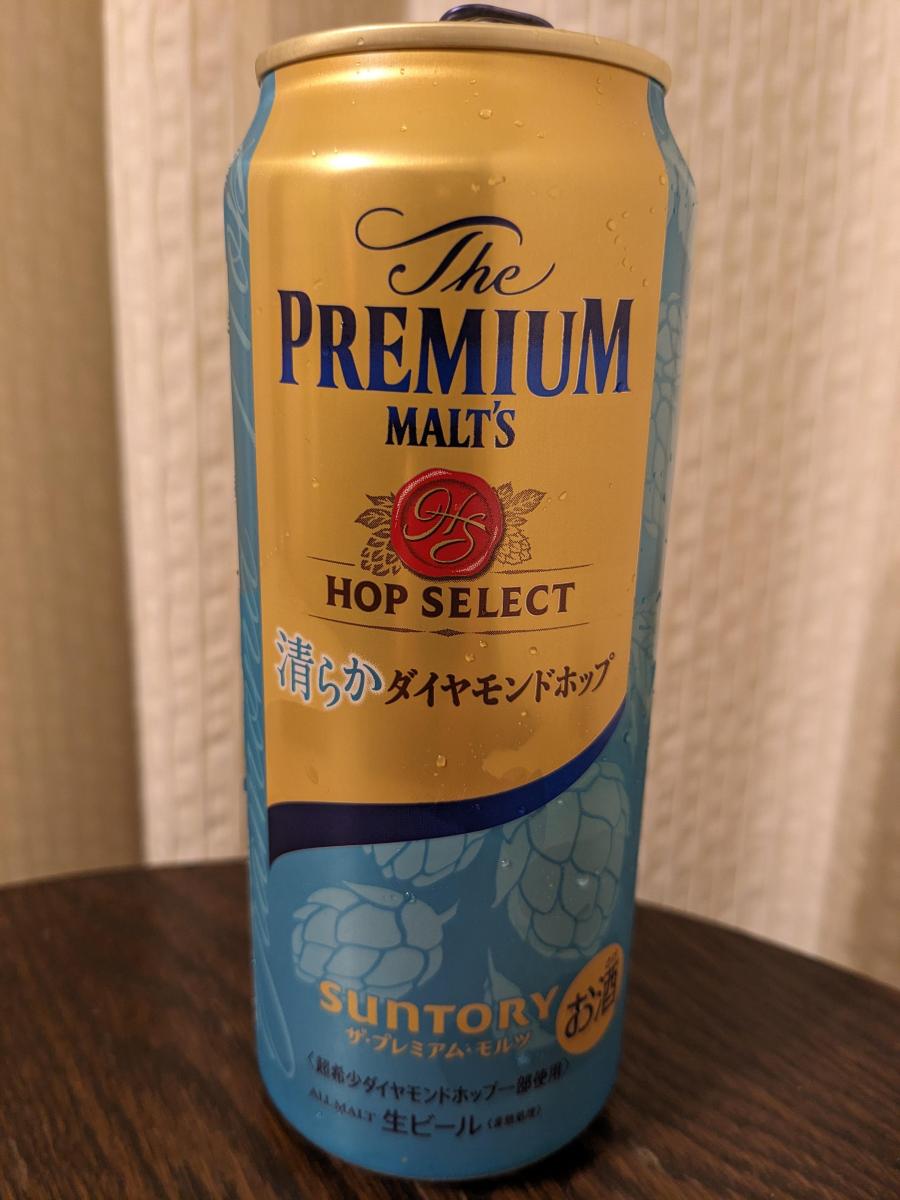 The
PREMIUM
MALT'S
HS
HOP SELECT
清らかダイヤモンドホップ
SUNTORY
お酒
ザ・プレミアム・モルツ
〈超希少ダイヤモンドホップ一部使用〉
ALL MALT 生ビール〈非熱処理〉